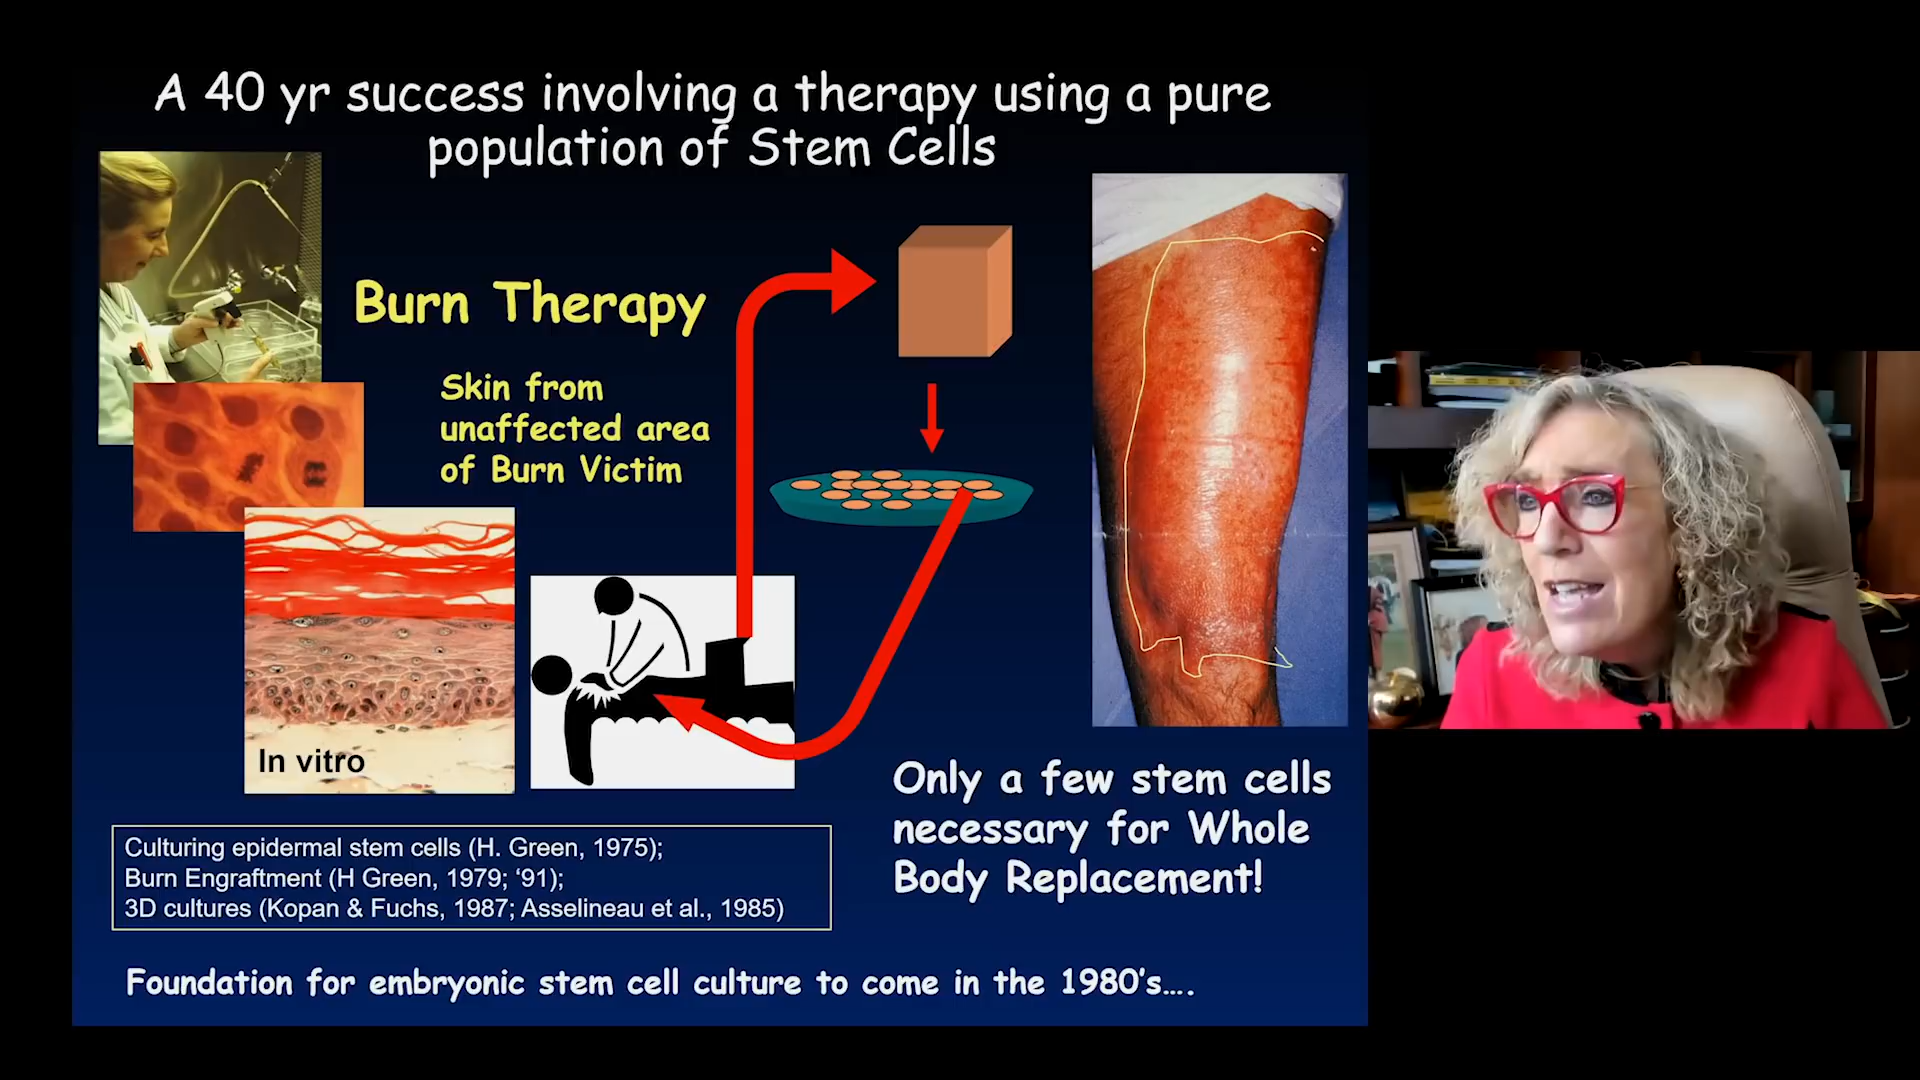 A 40 yr success involving a therapy using a pure
population of Stem Cells
Burn Therapy
Skin from
unaffected area
of Burn Victim
In vitro
Only a few stem cells
necessary for Whole
Body Replacement!
Culturing epidermal stem cells (H. Green, 1975);
Burn Engraftment (H Green, 1979; ‘91);
3D cultures (Kopan & Fuchs, 1987; Asselineau et al., 1985)
Foundation for embryonic stem cell culture to come in the 1980’s….